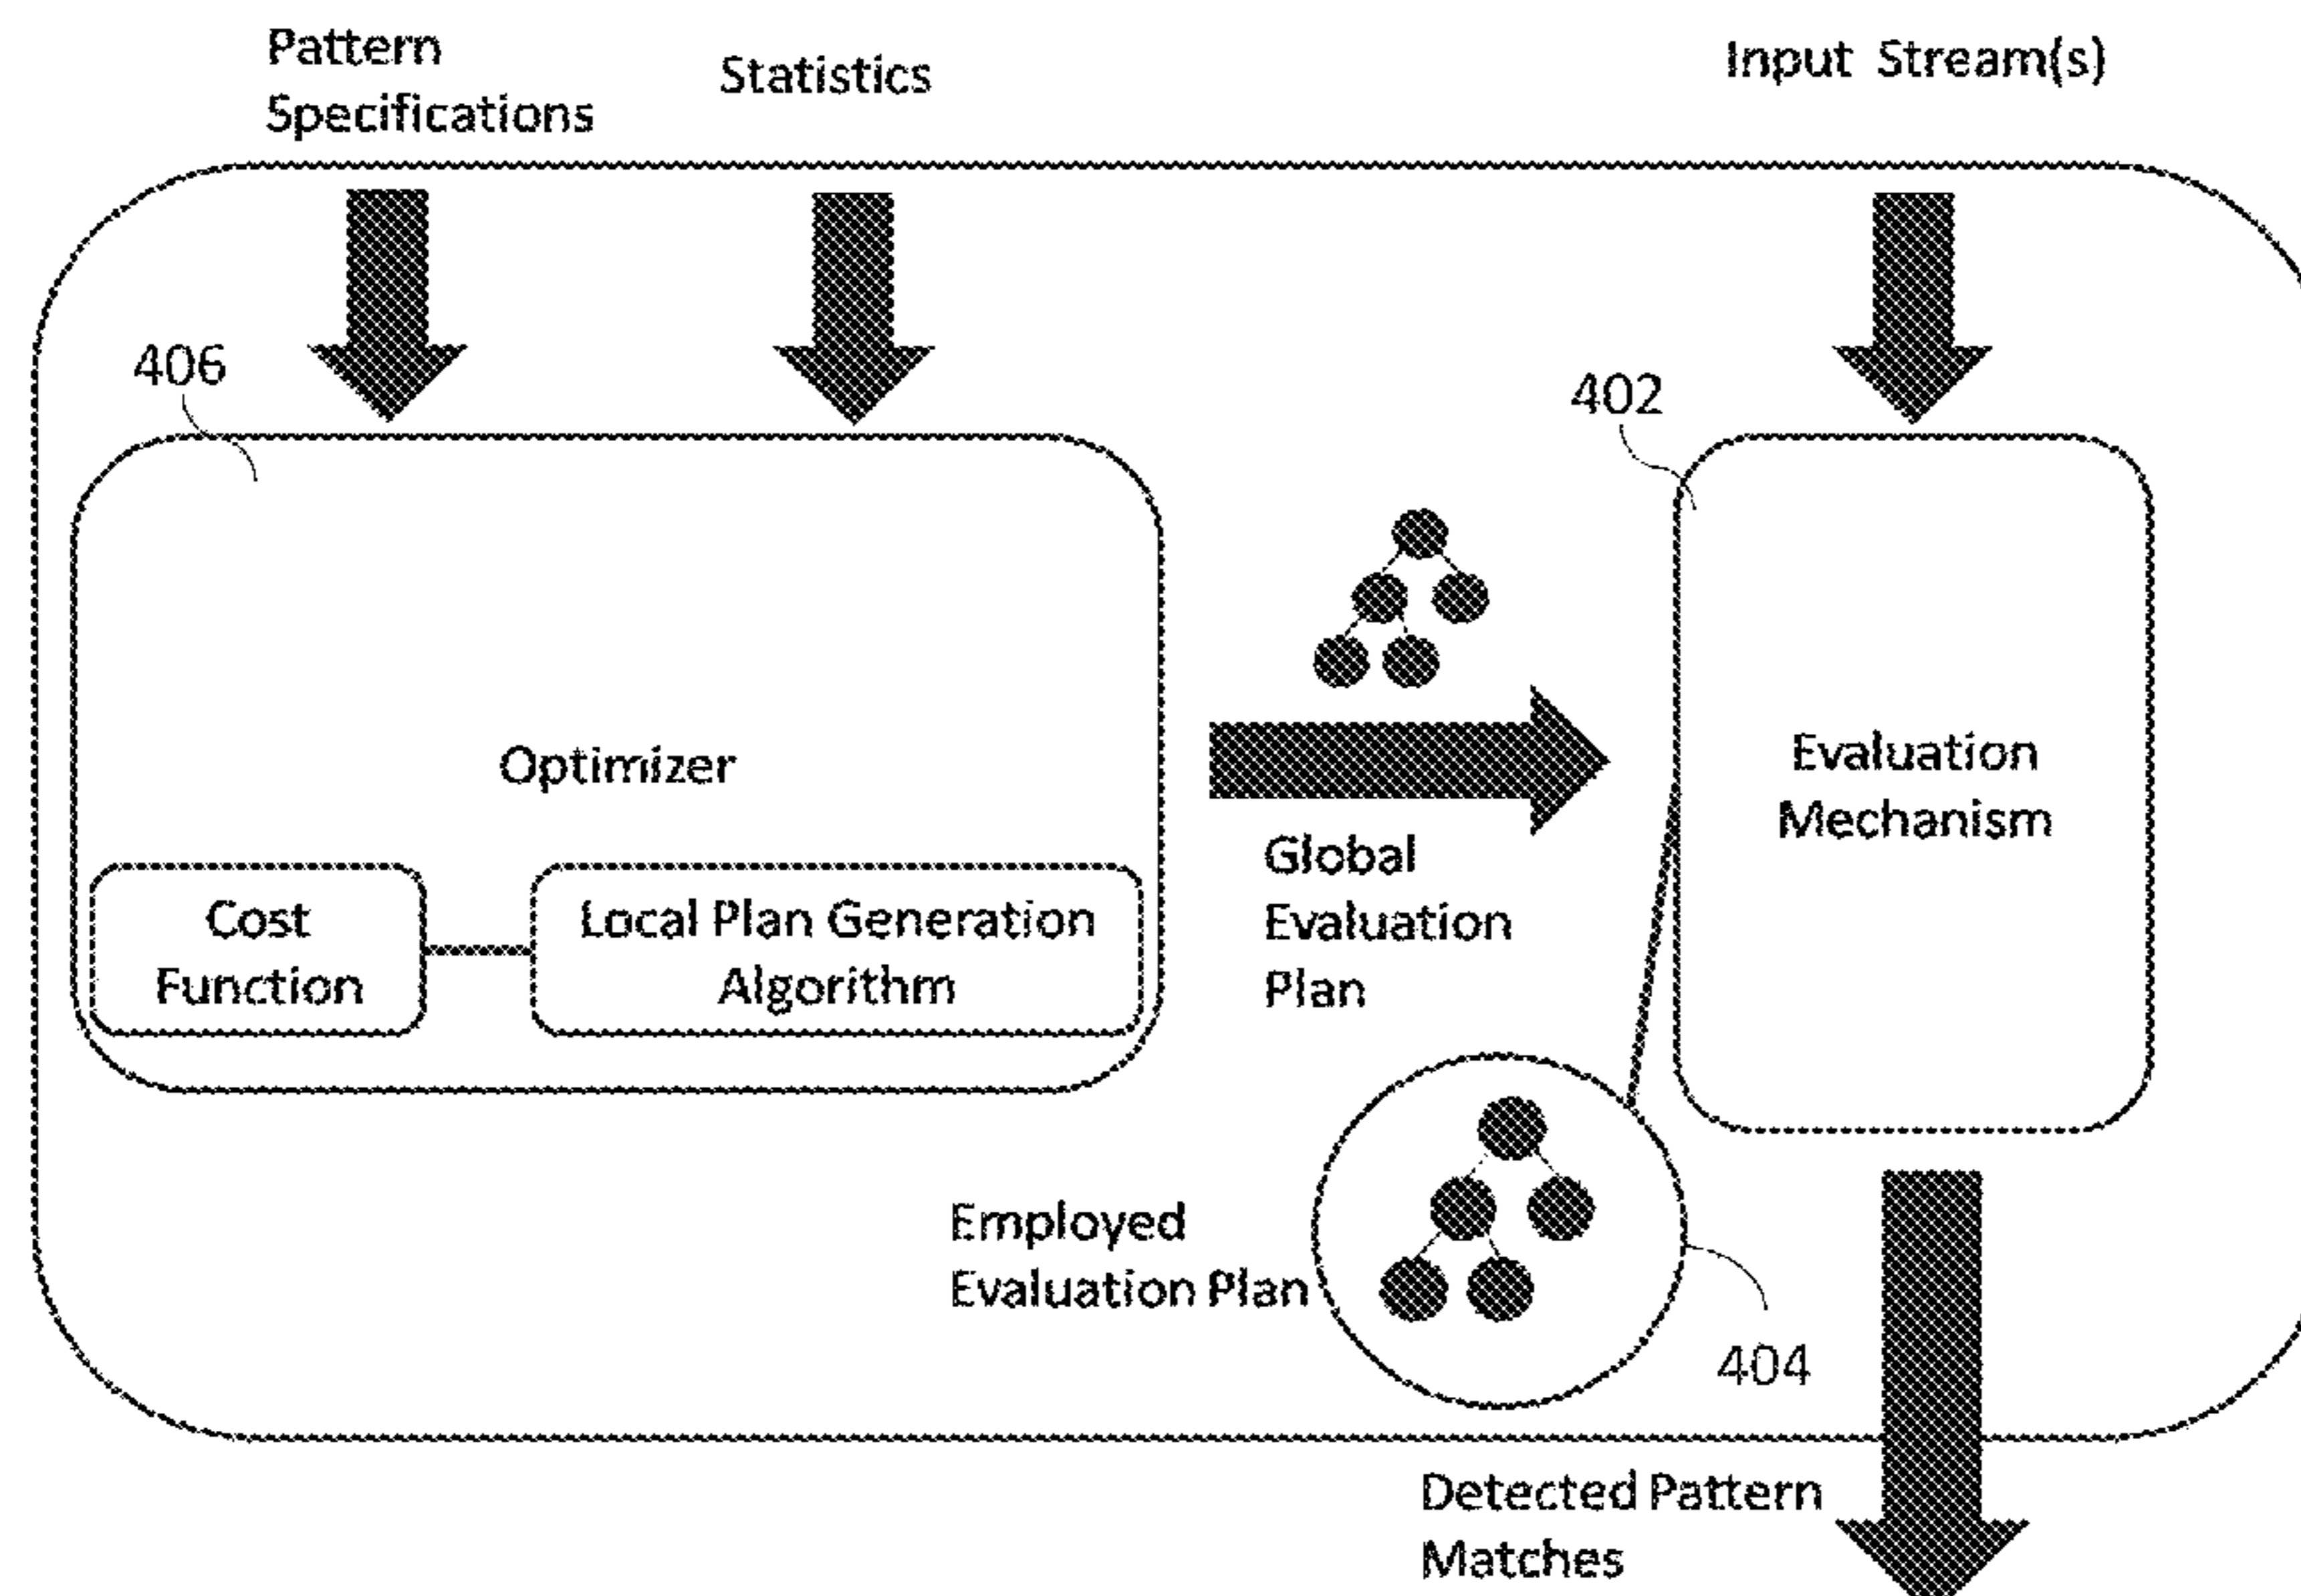 Pattern
Specifications
Statistics
Input Stream(s)
406
402
Optimizer
Evaluation
Mechanism
Cost
Function
Local Plan Generation
Algorithm
Global
Evaluation
Plan
Employed
Evaluation Plan
404
Detected Pattern
Matches